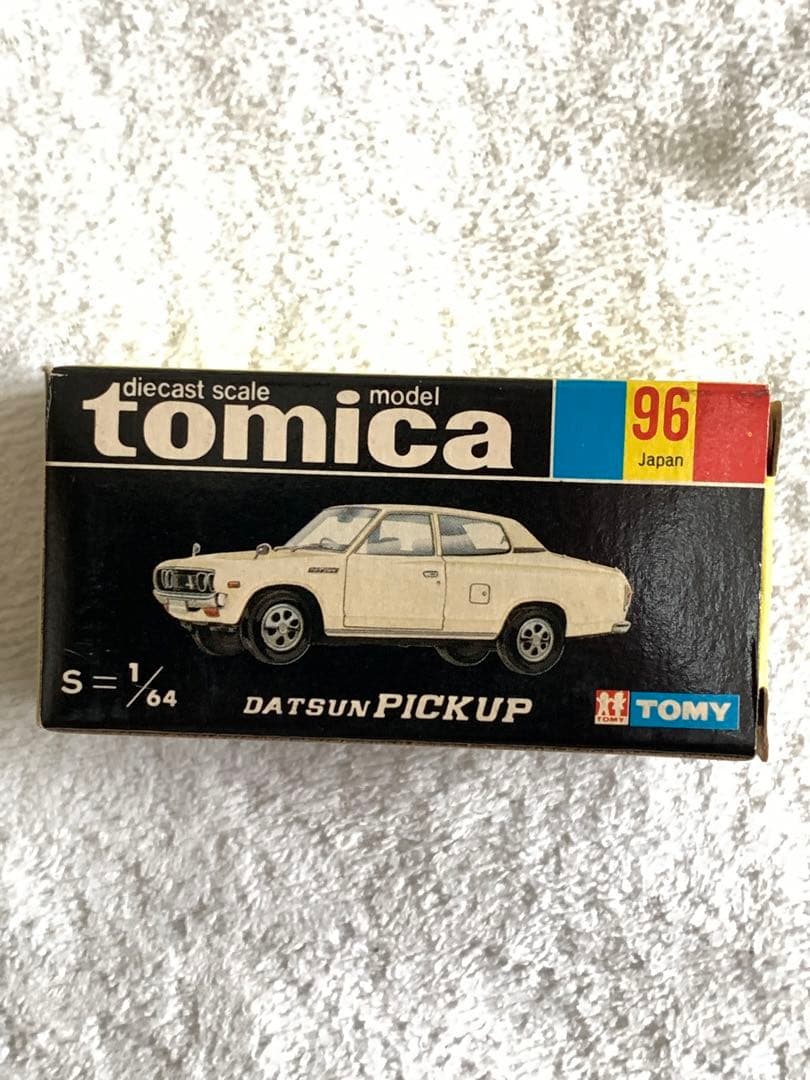 diecast scale model
tomica
96
Japan
S = 1/64
DATSUN PICKUP
TOMY TOMY